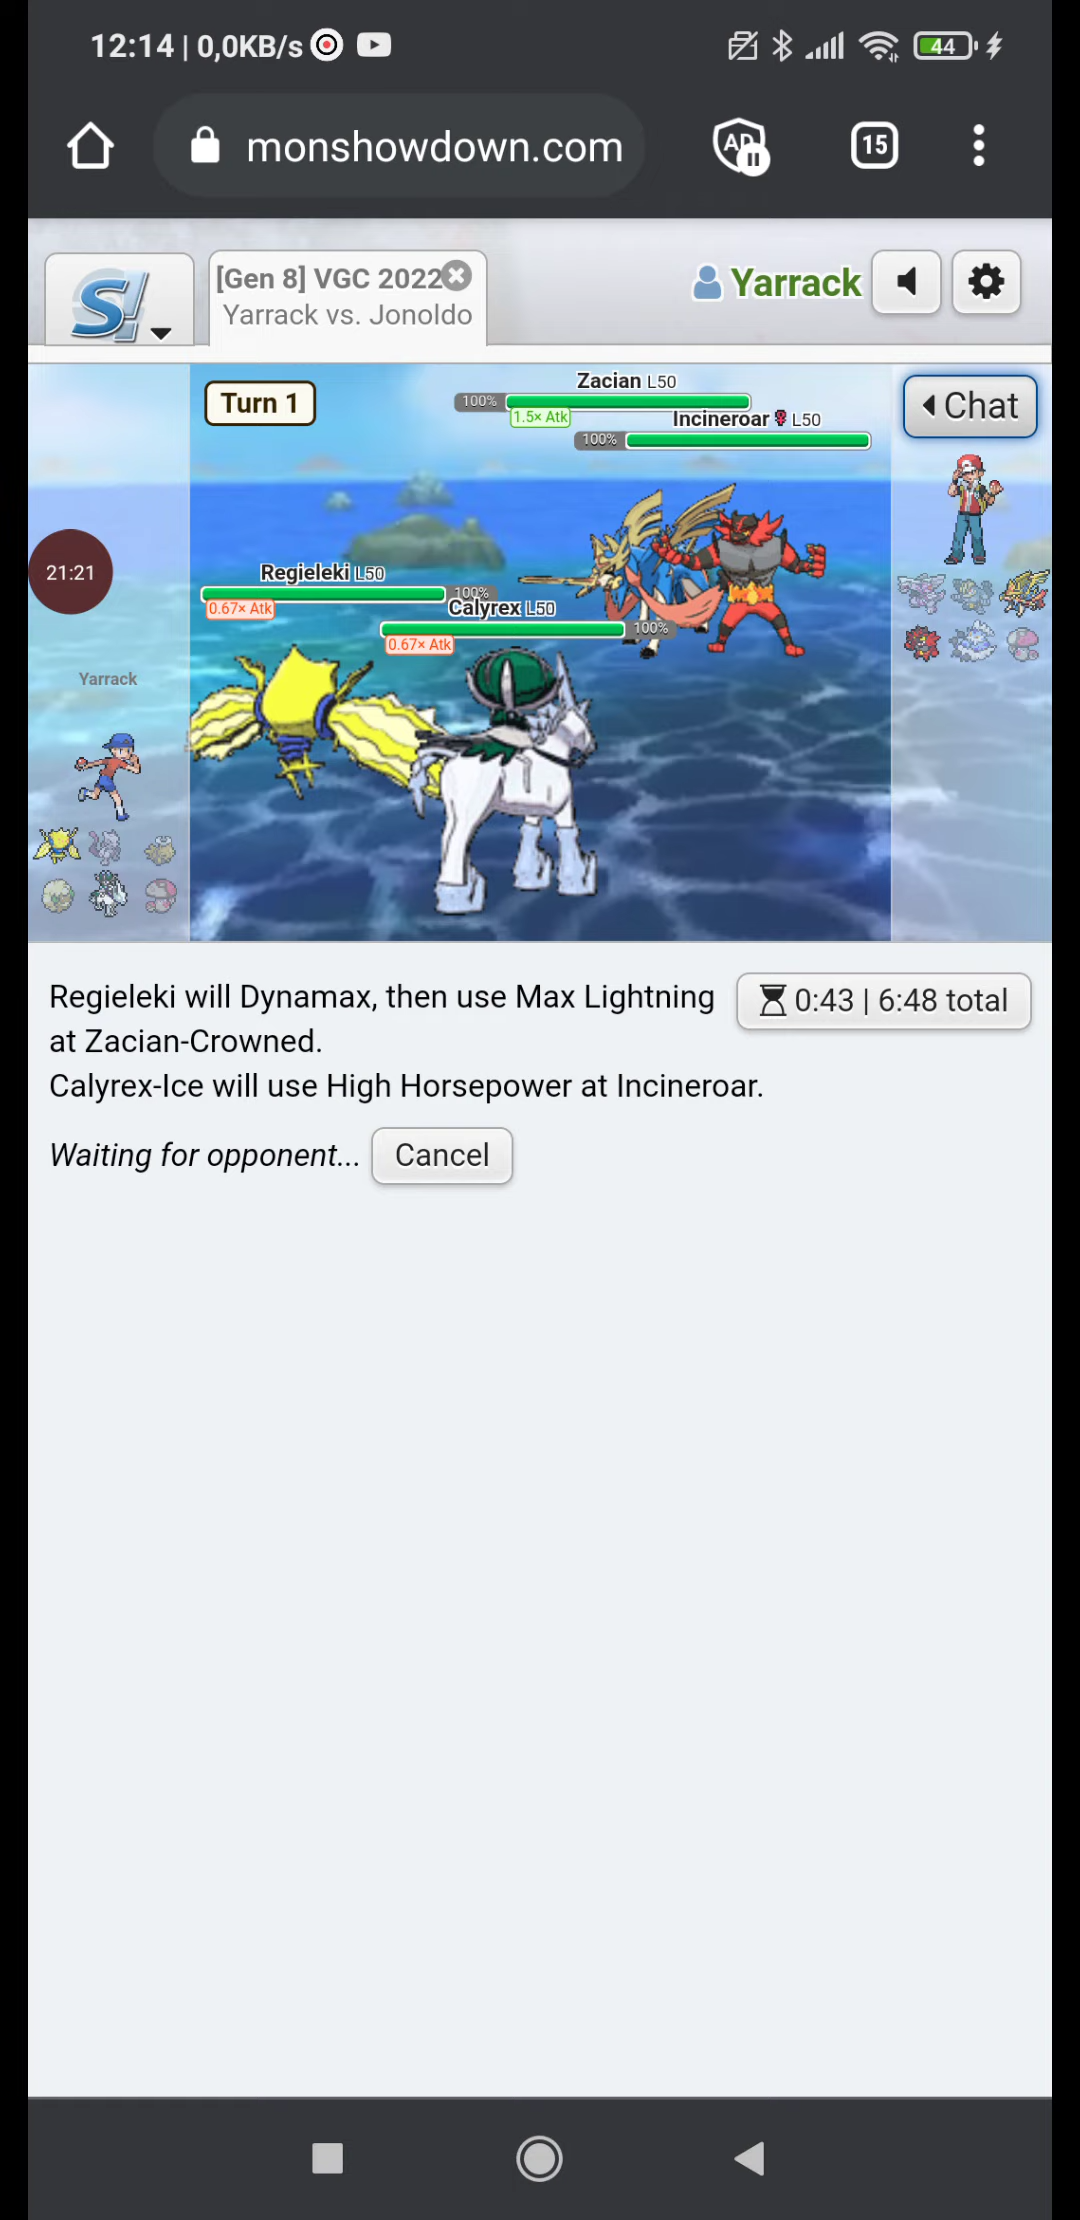 12:14 | 0,0KB/s
44
monshowdown.com
AD
15
S!
[Gen 8] VGC 2022
Yarrack vs. Jonoldo
Yarrack
Turn 1
Zacian L50
100%
1.5× Atk
Incineroar L50
100%
Chat
21:21
Regieleki L50
100%
0.67× Atk
Calyrex L50
100%
0.67× Atk
Yarrack
Regieleki will Dynamax, then use Max Lightning
at Zacian-Crowned.
0:43 | 6:48 total
Calyrex-Ice will use High Horsepower at Incineroar.
Waiting for opponent... Cancel